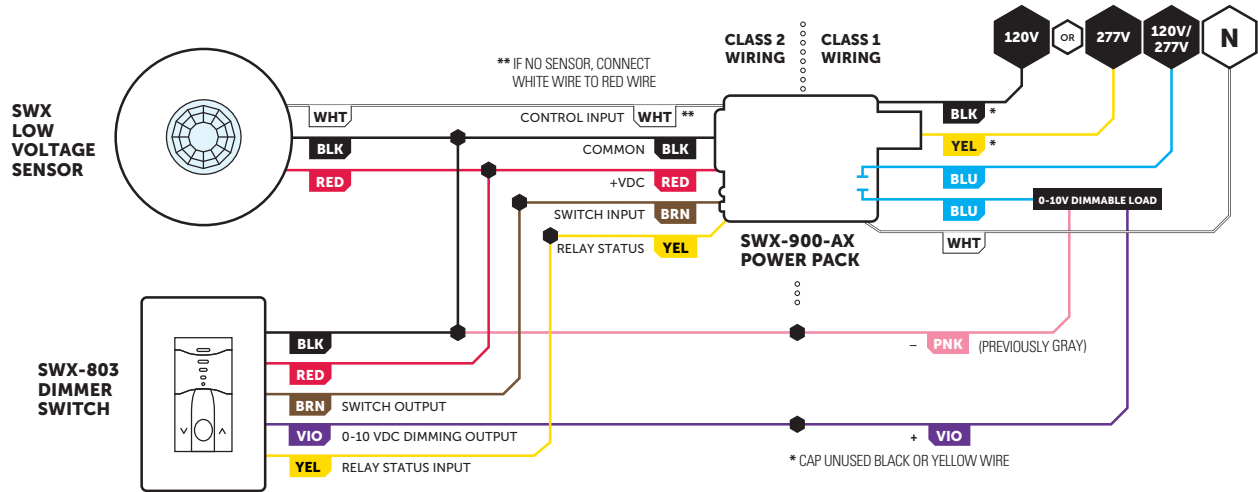 120V
OR
277V
120V/
277V
N
CLASS 2
WIRING
CLASS 1
WIRING
** IF NO SENSOR, CONNECT
WHITE WIRE TO RED WIRE
SWX
LOW
VOLTAGE
SENSOR
WHT
CONTROL INPUT WHT **
BLK *
BLK
COMMON BLK
YEL *
RED
+VDC RED
BLU
SWITCH INPUT BRN
BLU
0-10V DIMMABLE LOAD
RELAY STATUS YEL
WHT
SWX-900-AX
POWER PACK
SWX-803
DIMMER
SWITCH
BLK
– PNK (PREVIOUSLY GRAY)
RED
BRN SWITCH OUTPUT
VIO 0-10 VDC DIMMING OUTPUT
+ VIO
YEL RELAY STATUS INPUT
* CAP UNUSED BLACK OR YELLOW WIRE